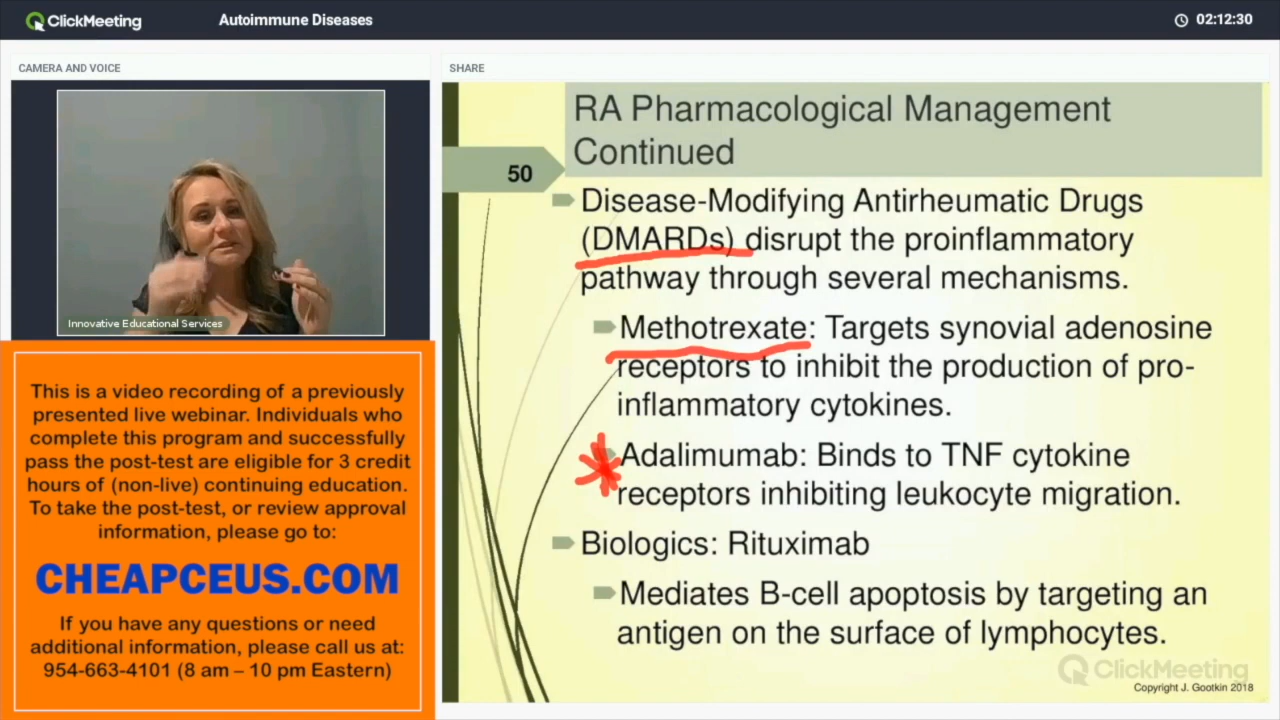 ClickMeeting
Autoimmune Diseases
02:12:30
CAMERA AND VOICE
SHARE
Innovative Educational Services
This is a video recording of a previously
presented live webinar. Individuals who
complete this program and successfully
pass the post-test are eligible for 3 credit
hours of (non-live) continuing education.
To take the post-test, or review approval
information, please go to:
CHEAPCEUS.COM
If you have any questions or need
additional information, please call us at:
954-663-4101 (8 am – 10 pm Eastern)
RA Pharmacological Management
Continued
50
Disease-Modifying Antirheumatic Drugs
(DMARDs) disrupt the proinflammatory
pathway through several mechanisms.
Methotrexate: Targets synovial adenosine
receptors to inhibit the production of pro-
inflammatory cytokines.
Adalimumab: Binds to TNF cytokine
receptors inhibiting leukocyte migration.
Biologics: Rituximab
Mediates B-cell apoptosis by targeting an
antigen on the surface of lymphocytes.
ClickMeeting
Copyright J. Gootkin 2018